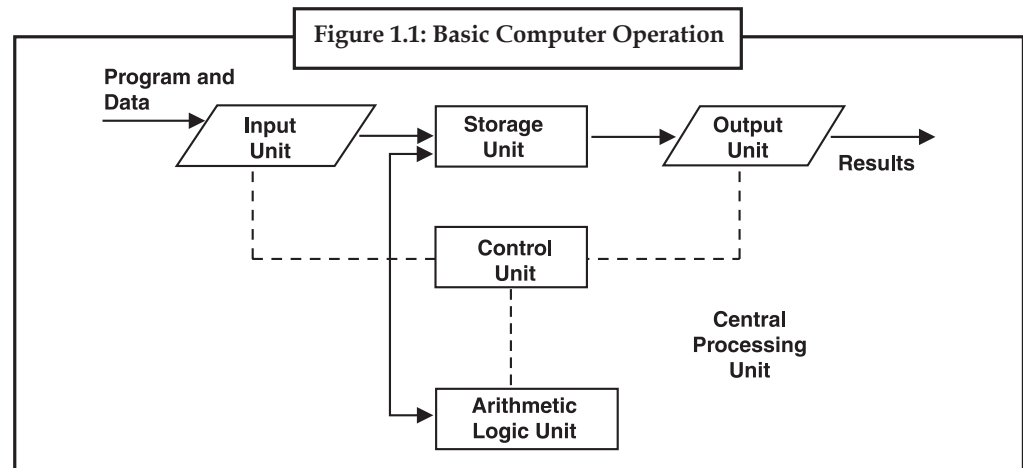 Figure 1.1: Basic Computer Operation
Program and
Data
Input
Unit
Storage
Unit
Output
Unit
Results
Control
Unit
Central
Processing
Unit
Arithmetic
Logic Unit